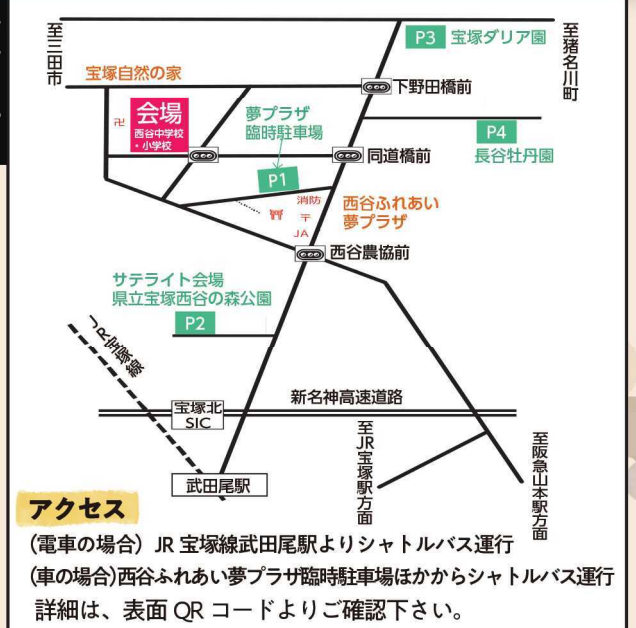 至三田市
至猪名川町
P3 宝塚ダリア園
宝塚自然の家
下野田橋前
卍
会場
西谷中学校
・小学校
夢プラザ
臨時駐車場
P4
長谷牡丹園
同道橋前
P1
消防
〒
JA
西谷ふれあい
夢プラザ
西谷農協前
サテライト会場
県立宝塚西谷の森公園
P2
JR宝塚線
新名神高速道路
宝塚北
SIC
至JR宝塚駅方面
至阪急山本駅方面
武田尾駅
アクセス
(電車の場合) JR 宝塚線武田尾駅よりシャトルバス運行
(車の場合)西谷ふれあい夢プラザ臨時駐車場ほかからシャトルバス運行
詳細は、表面 QR コードよりご確認下さい。